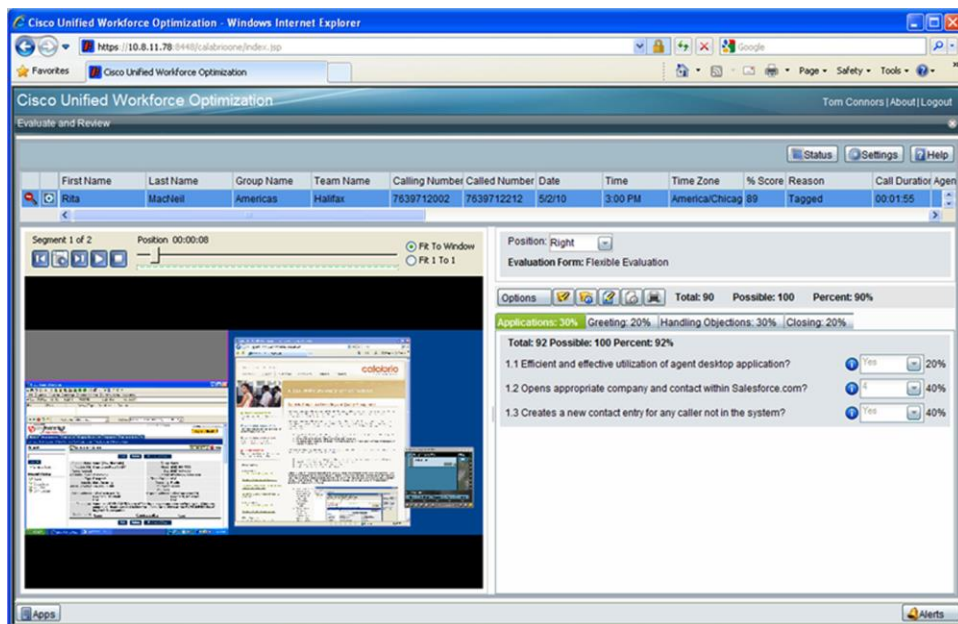 Cisco Unified Workforce Optimization - Windows Internet Explorer
https://10.8.11.78:8448/calabrioone/index.jsp
Google
Favorites Cisco Unified Workforce Optimization Page Safety Tools
Cisco Unified Workforce Optimization
Tom Connors | About | Logout
Evaluate and Review
Status Settings Help
First Name Last Name Group Name Team Name Calling Number Called Number Date Time Time Zone % Score Reason Call Duration Agen
Rita MacNeil Americas Halifax 7639712002 7639712212 5/2/10 3:00 PM America/Chicag 89 Tagged 00:01:55
Segment 1 of 2 Position 00:00:08
Fit To Window
Fit 1 To 1
Position: Right
Evaluation Form: Flexible Evaluation
Options Total: 90 Possible: 100 Percent: 90%
Applications: 30% Greeting: 20% Handling Objections: 30% Closing: 20%
Total: 92 Possible: 100 Percent: 92%
1.1 Efficient and effective utilization of agent desktop application? Yes 20%
1.2 Opens appropriate company and contact within Salesforce.com? 4 40%
1.3 Creates a new contact entry for any caller not in the system? Yes 40%
calabrio
Apps Alerts